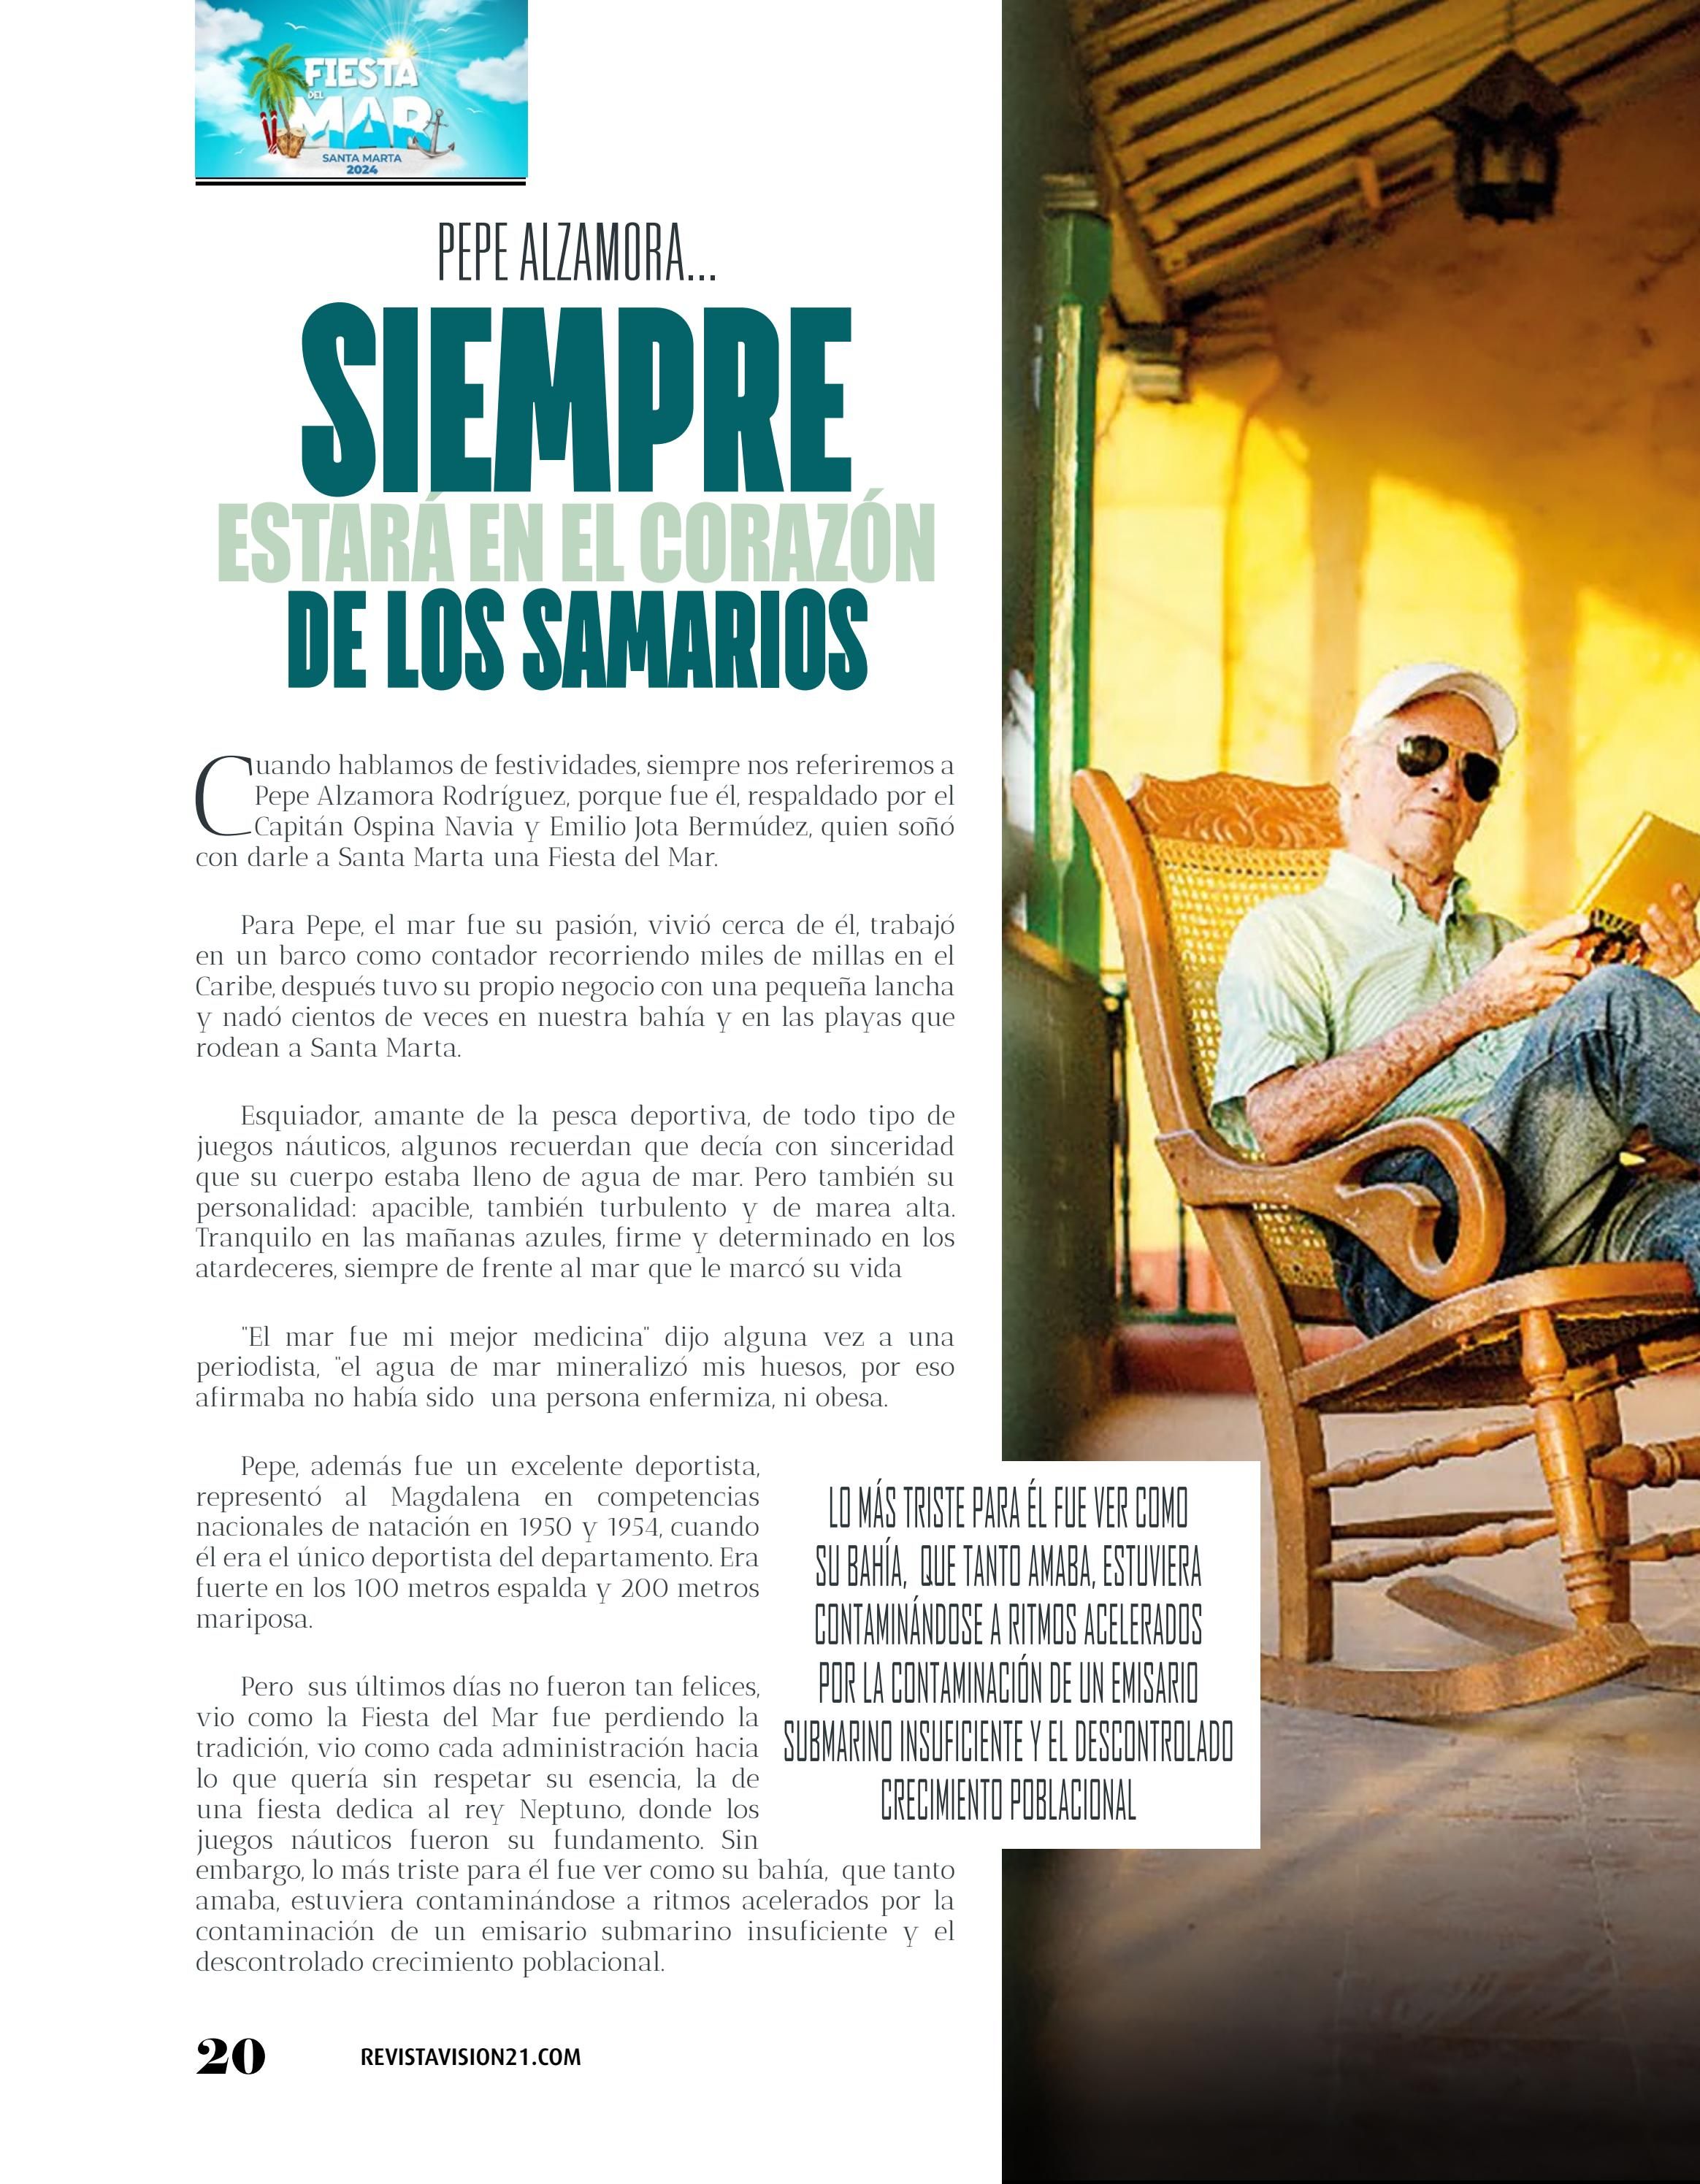 FIESTA
DEL
MAR
SANTA MARTA
2024
PEPE ALZAMORA...
SIEMPRE
ESTARÁ EN EL CORAZÓN
DE LOS SAMARIOS
Cuando hablamos de festividades, siempre nos referiremos a
Pepe Alzamora Rodríguez, porque fue él, respaldado por el
Capitán Ospina Navia y Emilio Jota Bermúdez, quien soñó
con darle a Santa Marta una Fiesta del Mar.
Para Pepe, el mar fue su pasión, vivió cerca de él, trabajó
en un barco como contador recorriendo miles de millas en el
Caribe, después tuvo su propio negocio con una pequeña lancha
y nadó cientos de veces en nuestra bahía y en las playas que
rodean a Santa Marta.
Esquiador, amante de la pesca deportiva, de todo tipo de
juegos náuticos, algunos recuerdan que decía con sinceridad
que su cuerpo estaba lleno de agua de mar. Pero también su
personalidad: apacible, también turbulento y de marea alta.
Tranquilo en las mañanas azules, firme y determinado en los
atardeceres, siempre de frente al mar que le marcó su vida
"El mar fue mi mejor medicina" dijo alguna vez a una
periodista, "el agua de mar mineralizó mis huesos, por eso
afirmaba no había sido  una persona enfermiza, ni obesa.
Pepe, además fue un excelente deportista,
representó al Magdalena en competencias
nacionales de natación en 1950 y 1954, cuando
él era el único deportista del departamento. Era
fuerte en los 100 metros espalda y 200 metros
mariposa.
Pero  sus últimos días no fueron tan felices,
vio como la Fiesta del Mar fue perdiendo la
tradición, vio como cada administración hacia
lo que quería sin respetar su esencia, la de
una fiesta dedica al rey Neptuno, donde los
juegos náuticos fueron su fundamento. Sin
embargo, lo más triste para él fue ver como su bahía,  que tanto
amaba, estuviera contaminándose a ritmos acelerados por la
contaminación de un emisario submarino insuficiente y el
descontrolado crecimiento poblacional.
LO MÁS TRISTE PARA ÉL FUE VER COMO
SU BAHÍA,  QUE TANTO AMABA, ESTUVIERA
CONTAMINÁNDOSE A RITMOS ACELERADOS
POR LA CONTAMINACIÓN DE UN EMISARIO
SUBMARINO INSUFICIENTE Y EL DESCONTROLADO
CRECIMIENTO POBLACIONAL
20 REVISTAVISION21.COM